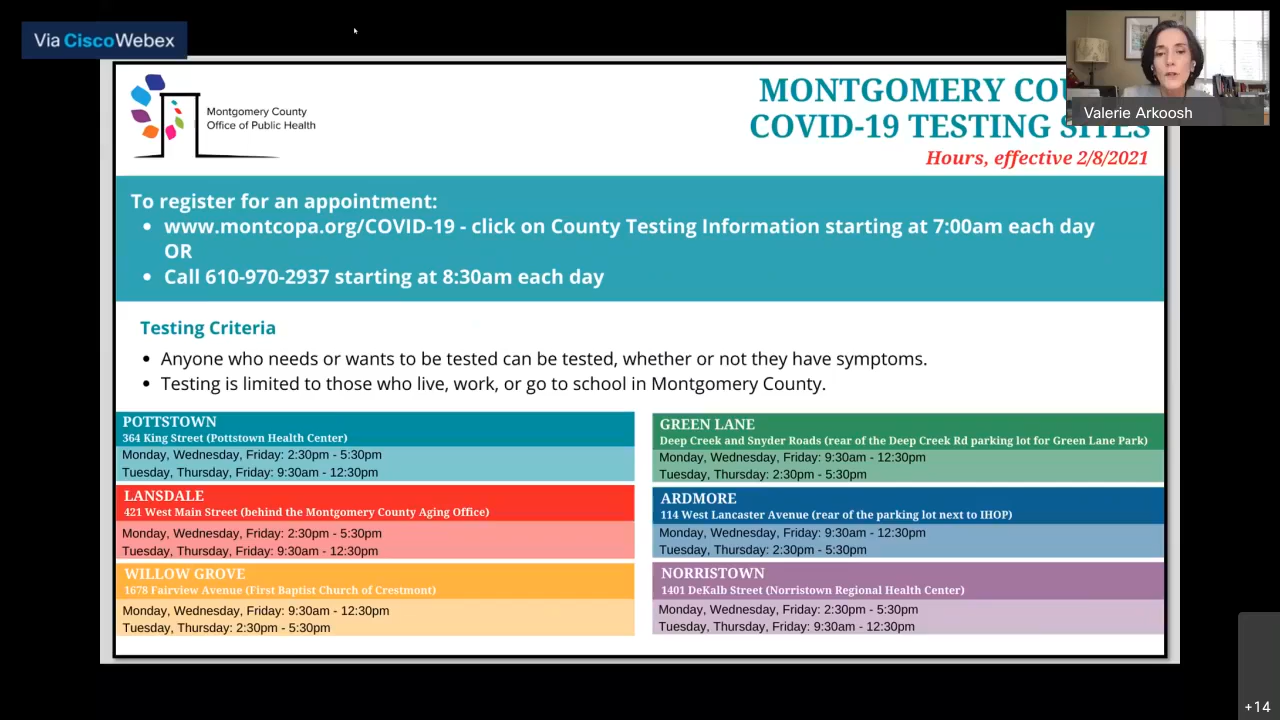 Via CiscoWebex
Montgomery County
Office of Public Health
MONTGOMERY COU
COVID-19 TESTING SITES
Hours, effective 2/8/2021
Valerie Arkoosh
To register for an appointment:
• www.montcopa.org/COVID-19 - click on County Testing Information starting at 7:00am each day
OR
• Call 610-970-2937 starting at 8:30am each day
Testing Criteria
• Anyone who needs or wants to be tested can be tested, whether or not they have symptoms.
• Testing is limited to those who live, work, or go to school in Montgomery County.
POTTSTOWN
364 King Street (Pottstown Health Center)
Monday, Wednesday, Friday: 2:30pm - 5:30pm
Tuesday, Thursday, Friday: 9:30am - 12:30pm
LANSDALE
421 West Main Street (behind the Montgomery County Aging Office)
Monday, Wednesday, Friday: 2:30pm - 5:30pm
Tuesday, Thursday, Friday: 9:30am - 12:30pm
WILLOW GROVE
1678 Fairview Avenue (First Baptist Church of Crestmont)
Monday, Wednesday, Friday: 9:30am - 12:30pm
Tuesday, Thursday: 2:30pm - 5:30pm
GREEN LANE
Deep Creek and Snyder Roads (rear of the Deep Creek Rd parking lot for Green Lane Park)
Monday, Wednesday, Friday: 9:30am - 12:30pm
Tuesday, Thursday: 2:30pm - 5:30pm
ARDMORE
114 West Lancaster Avenue (rear of the parking lot next to IHOP)
Monday, Wednesday, Friday: 9:30am - 12:30pm
Tuesday, Thursday: 2:30pm - 5:30pm
NORRISTOWN
1401 DeKalb Street (Norristown Regional Health Center)
Monday, Wednesday, Friday: 2:30pm - 5:30pm
Tuesday, Thursday, Friday: 9:30am - 12:30pm
+14